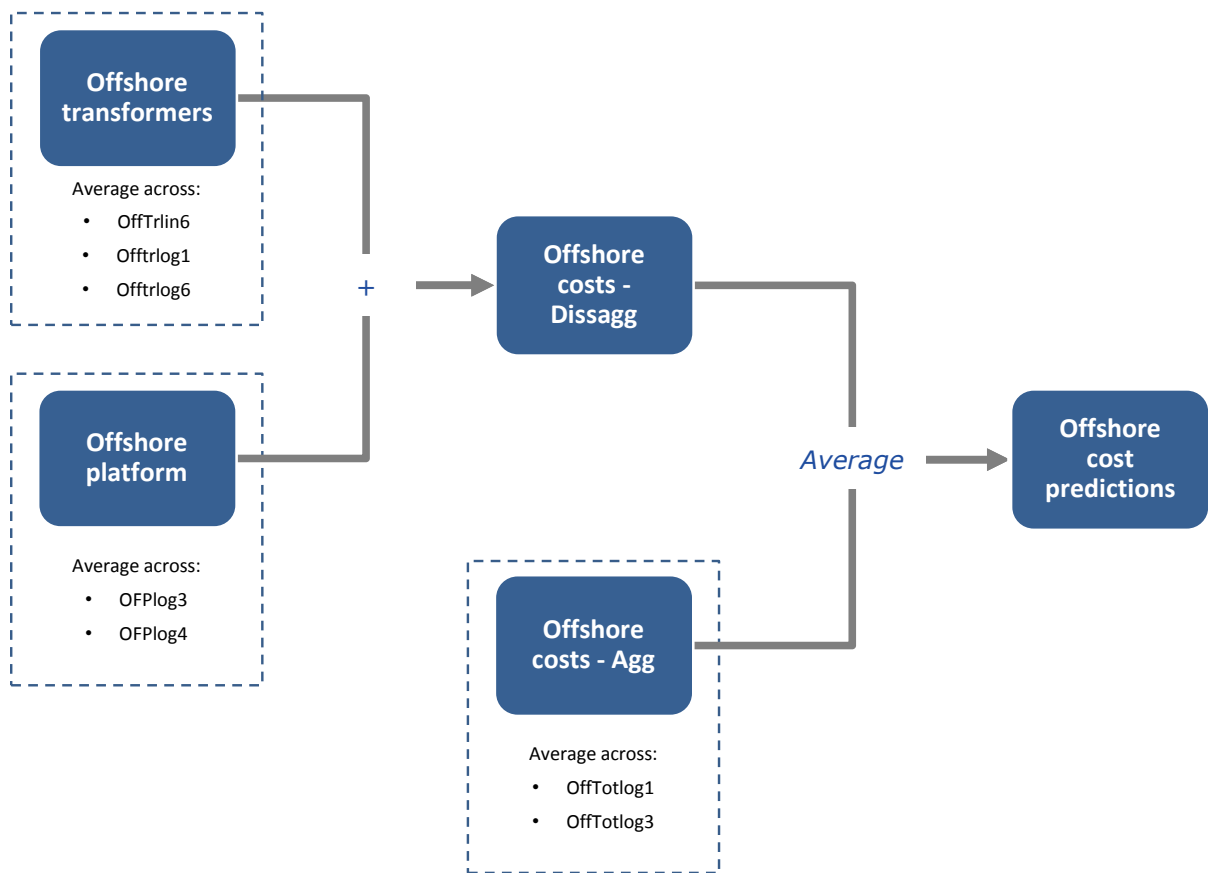 Offshore
transformers
Average across:
• OffTrlin6
• Offtrlog1
• Offtrlog6
+
Offshore
costs -
Dissagg
Offshore
platform
Average across:
• OFPlog3
• OFPlog4
Average
Offshore
cost
predictions
Offshore
costs - Agg
Average across:
• OffTotlog1
• OffTotlog3